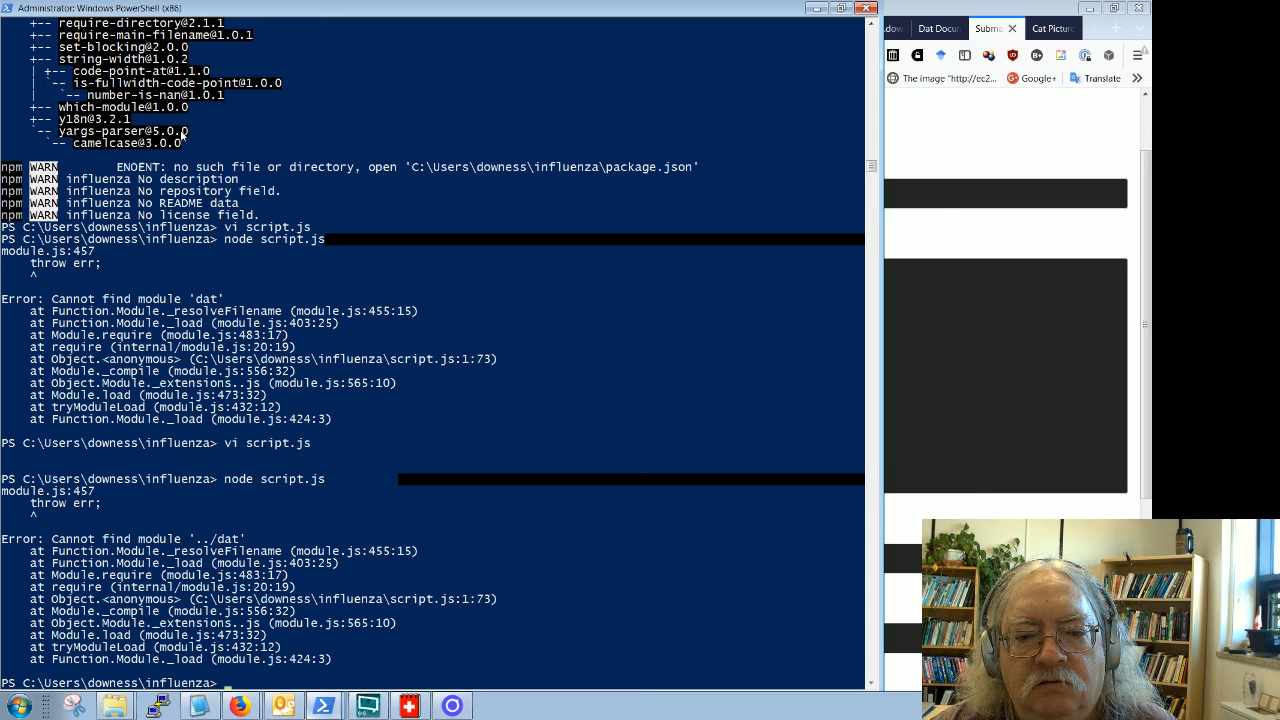 Administrator: Windows PowerShell (x86)
+-- require-directory@2.1.1
+-- require-main-filename@1.0.1
+-- set-blocking@2.0.0
+-- string-width@1.0.2
| +-- code-point-at@1.1.0
| `-- is-fullwidth-code-point@1.0.0
|   `-- number-is-nan@1.0.1
+-- which-module@1.0.0
+-- y18n@3.2.1
`-- yargs-parser@5.0.0
  `-- camelcase@3.0.0
npm WARN ENOENT: no such file or directory, open 'C:\Users\downess\influenza\package.json'
npm WARN influenza No description
npm WARN influenza No repository field.
npm WARN influenza No README data
npm WARN influenza No license field.
PS C:\Users\downess\influenza> vi script.js
PS C:\Users\downess\influenza> node script.js
module.js:457
throw err;
^
Error: Cannot find module 'dat'
at Function.Module._resolveFilename (module.js:455:15)
at Function.Module._load (module.js:403:25)
at Module.require (module.js:483:17)
at require (internal/module.js:20:19)
at Object.<anonymous> (C:\Users\downess\influenza\script.js:1:73)
at Module._compile (module.js:556:32)
at Object.Module._extensions..js (module.js:565:10)
at Module.load (module.js:473:32)
at tryModuleLoad (module.js:432:12)
at Function.Module._load (module.js:424:3)
PS C:\Users\downess\influenza> vi script.js
PS C:\Users\downess\influenza> node script.js
module.js:457
throw err;
^
Error: Cannot find module '../dat'
at Function.Module._resolveFilename (module.js:455:15)
at Function.Module._load (module.js:403:25)
at Module.require (module.js:483:17)
at require (internal/module.js:20:19)
at Object.<anonymous> (C:\Users\downess\influenza\script.js:1:73)
at Module._compile (module.js:556:32)
at Object.Module._extensions..js (module.js:565:10)
at Module.load (module.js:473:32)
at tryModuleLoad (module.js:432:12)
at Function.Module._load (module.js:424:3)
PS C:\Users\downess\influenza>
.dow Dat Docu Subma Cat Picture
The image "http://ec2 Google+ Translate